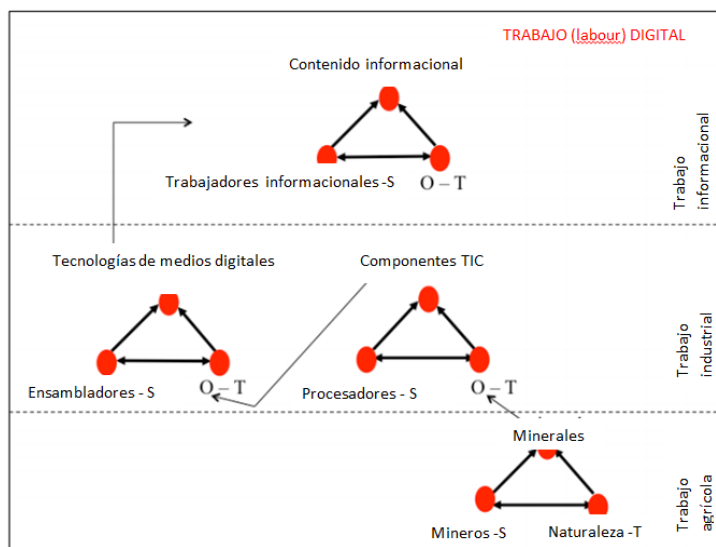 TRABAJO (labour) DIGITAL
Contenido informacional
Trabajadores informacionales -S
O – T
Trabajo
informacional
Tecnologías de medios digitales
Componentes TIC
Ensambladores - S
O – T
Procesadores - S
O – T
Trabajo
industrial
Minerales
Mineros -S
Naturaleza -T
Trabajo
agrícola